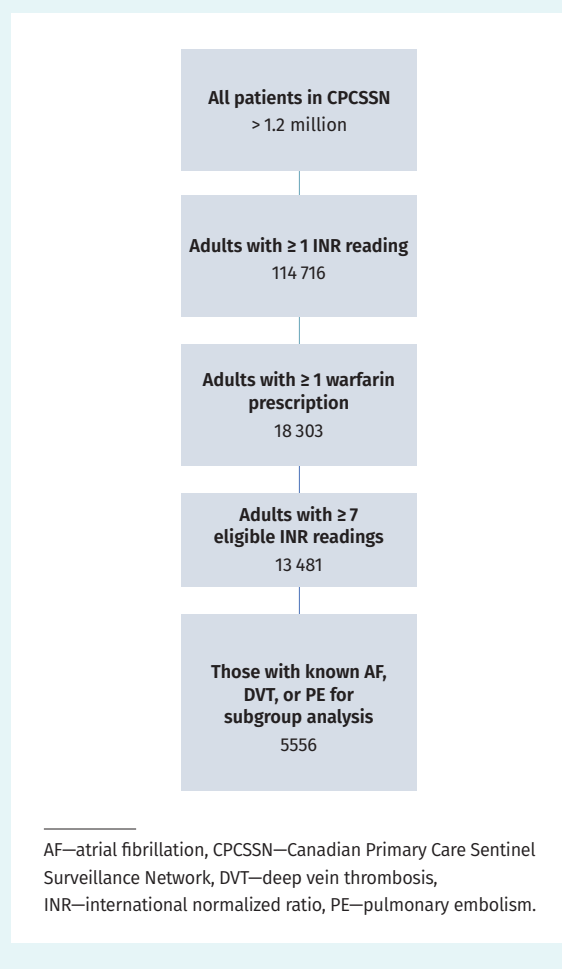 All patients in CPCSSN
> 1.2 million
Adults with ≥ 1 INR reading
114 716
Adults with ≥ 1 warfarin
prescription
18 303
Adults with ≥ 7
eligible INR readings
13 481
Those with known AF,
DVT, or PE for
subgroup analysis
5556
AF—atrial fibrillation, CPCSSN—Canadian Primary Care Sentinel
Surveillance Network, DVT—deep vein thrombosis,
INR—international normalized ratio, PE—pulmonary embolism.